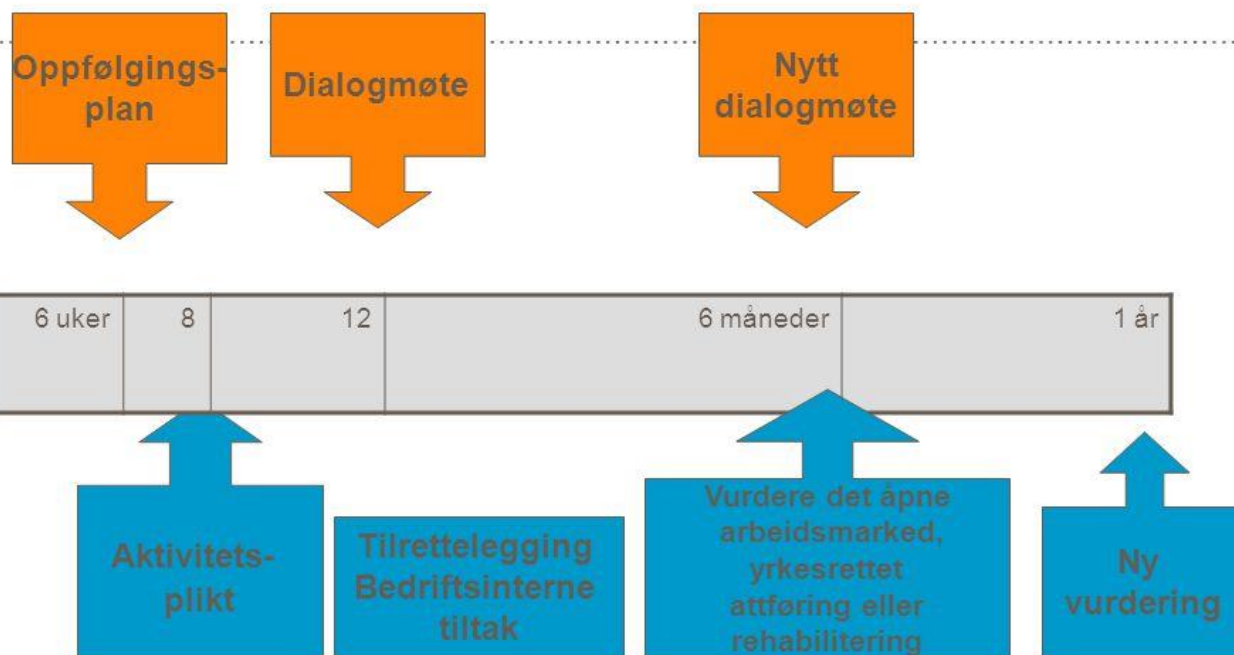 Oppfølgings-
plan
Dialogmøte
Nytt
dialogmøte
6 uker
8
12
6 måneder
1 år
Aktivitets-
plikt
Tilrettelegging
Bedriftsinterne
tiltak
Vurdere det åpne
arbeidsmarked,
yrkesrettet
attføring eller
rehabilitering
Ny
vurdering